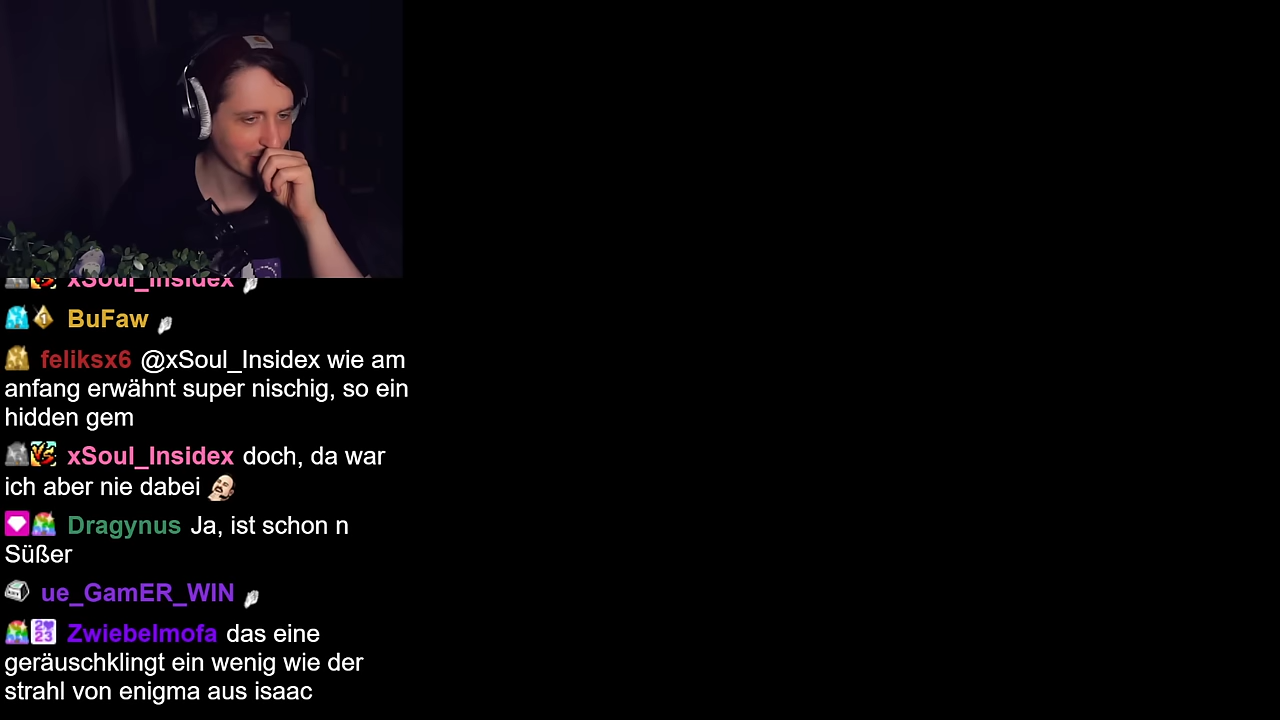 xSoul_Insidex
BuFaw
feliksx6 @xSoul_Insidex wie am
anfang erwähnt super nischig, so ein
hidden gem
xSoul_Insidex doch, da war
ich aber nie dabei
Dragynus Ja, ist schon n
Süßer
ue_GamER_WIN
Zwiebelmofa das eine
geräuschklingt ein wenig wie der
strahl von enigma aus isaac